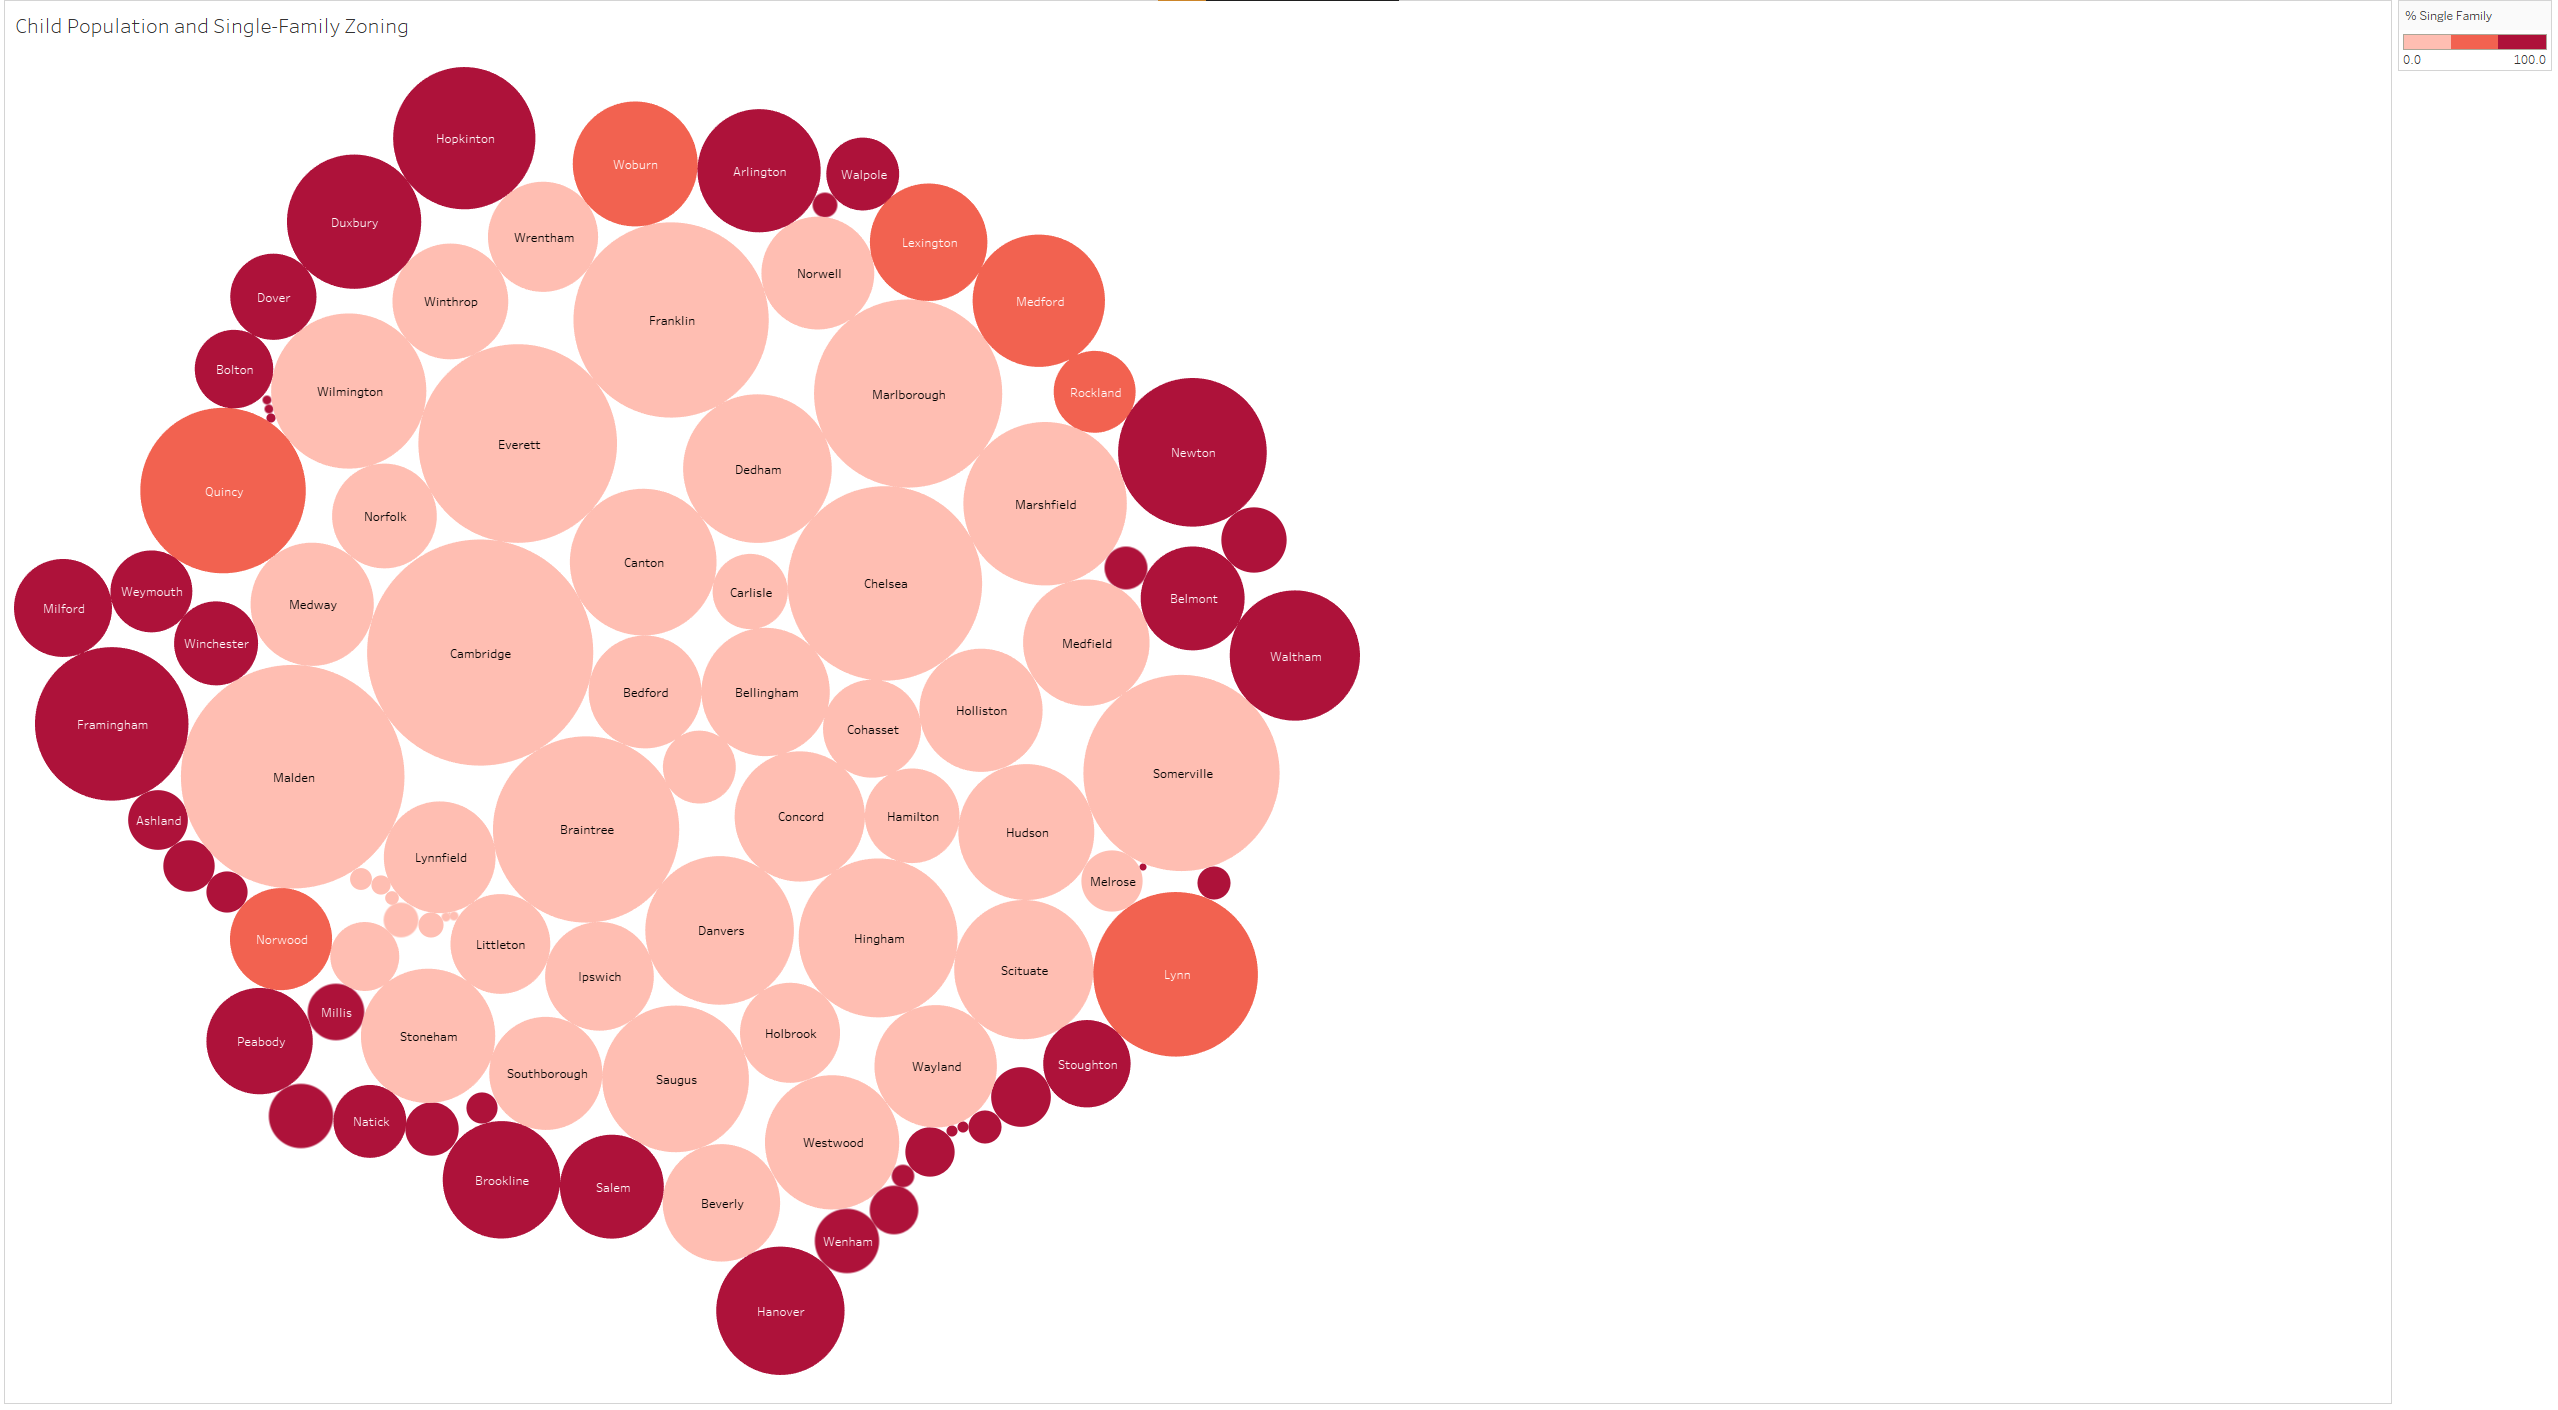 Child Population and Single-Family Zoning
% Single Family
0.0 100.0
Hopkinton
Woburn
Arlington
Walpole
Duxbury
Wrentham
Lexington
Norwell
Dover
Winthrop
Medford
Franklin
Bolton
Wilmington
Marlborough
Rockland
Everett
Newton
Dedham
Quincy
Marshfield
Norfolk
Canton
Chelsea
Weymouth
Carlisle
Belmont
Milford
Medway
Winchester
Medfield
Cambridge
Waltham
Bedford
Bellingham
Holliston
Framingham
Cohasset
Somerville
Malden
Concord
Hamilton
Ashland
Braintree
Hudson
Lynnfield
Melrose
Danvers
Hingham
Norwood
Littleton
Scituate
Lynn
Ipswich
Millis
Holbrook
Stoneham
Peabody
Stoughton
Wayland
Southborough
Saugus
Natick
Westwood
Brookline
Salem
Beverly
Wenham
Hanover